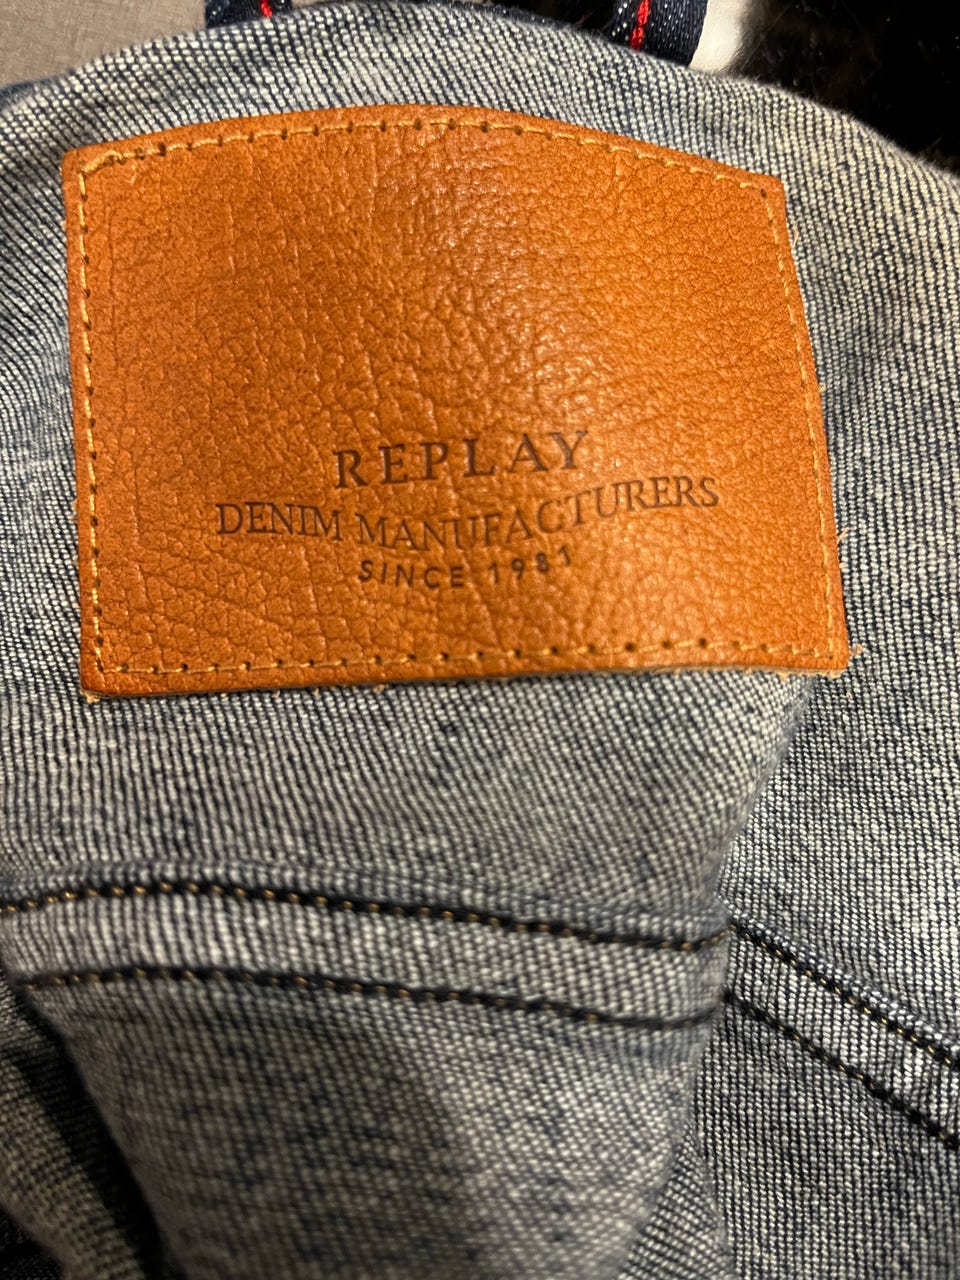 REPLAY
DENIM MANUFACTURERS
SINCE 1981